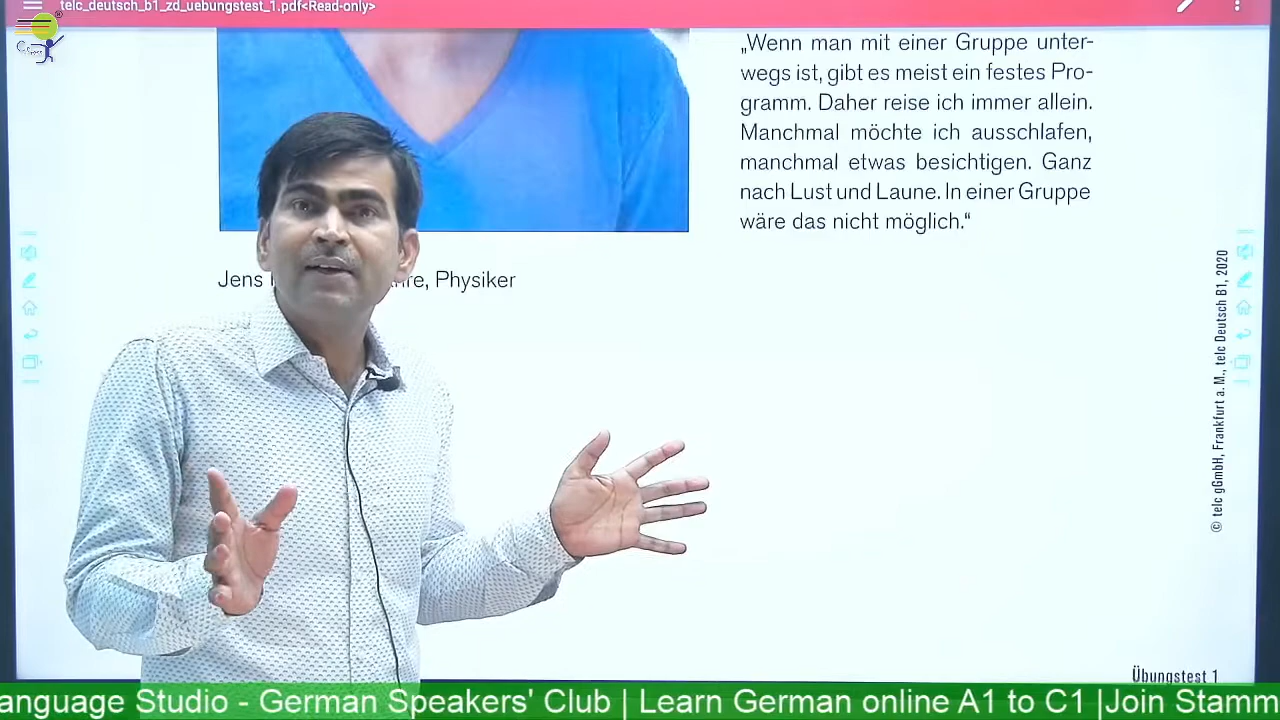 telc_deutsch_b1_zd_uebungstest_1.pdf<Read-only>
„Wenn man mit einer Gruppe unter-
wegs ist, gibt es meist ein festes Pro-
gramm. Daher reise ich immer allein.
Manchmal möchte ich ausschlafen,
manchmal etwas besichtigen. Ganz
nach Lust und Laune. In einer Gruppe
wäre das nicht möglich.“
Jens
, Physiker
© telc gGmbH, Frankfurt a. M., telc Deutsch B1, 2020
Übungstest 1
anguage Studio - German Speakers' Club | Learn German online A1 to C1 |Join Stamm